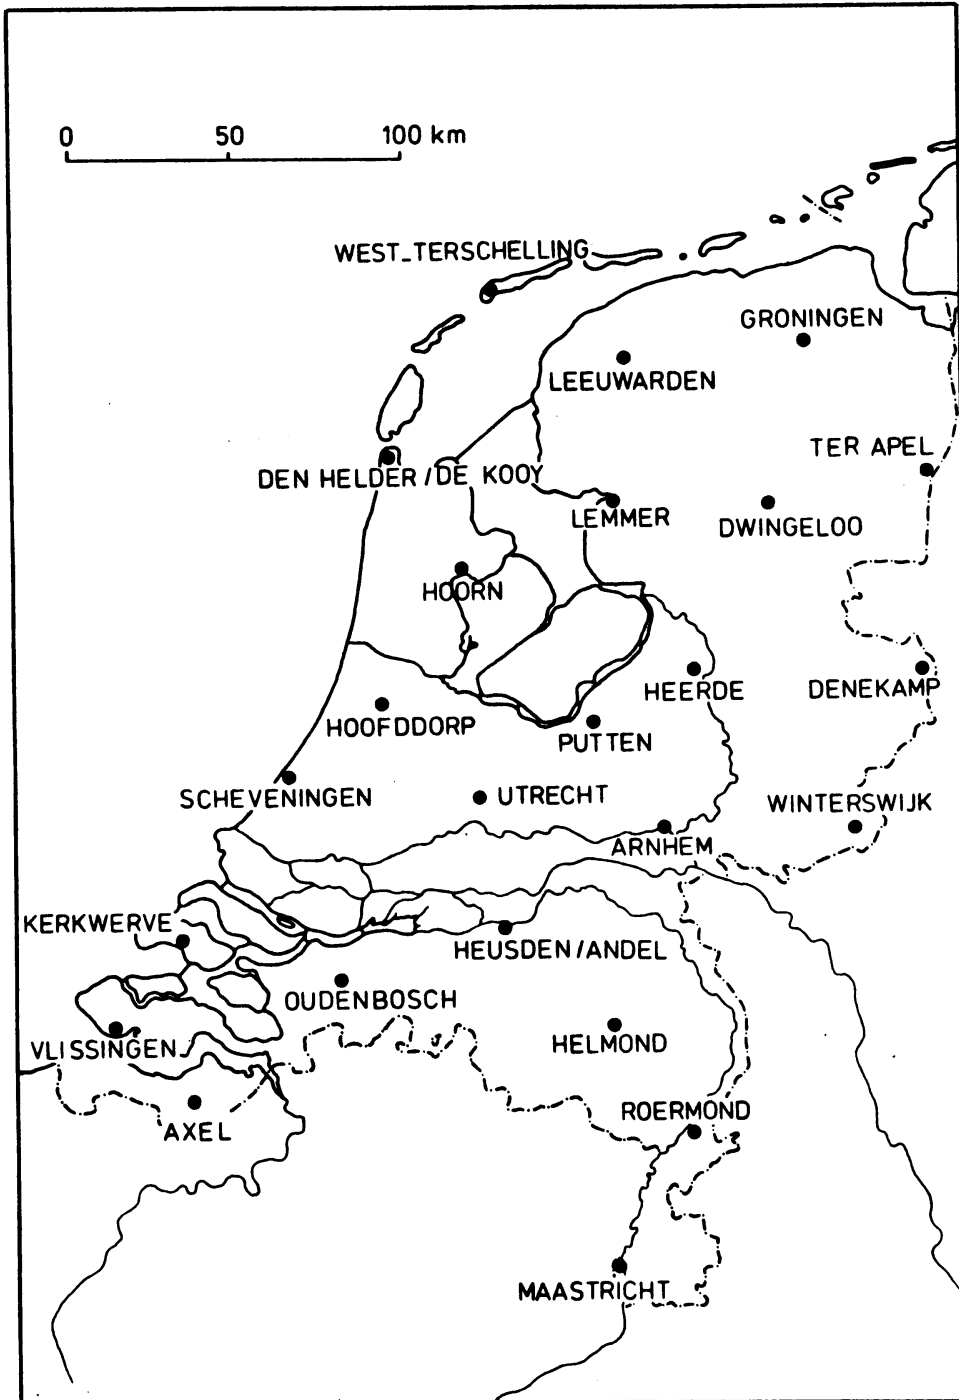 0 50 100 km
WEST_TERSCHELLING
GRONINGEN
LEEUWARDEN
TER APEL
DEN HELDER/DE KOOY
LEMMER
DWINGELOO
HOORN
HEERDE
DENEKAMP
HOOFDDORP
PUTTEN
SCHEVENINGEN
UTRECHT
WINTERSWIJK
ARNHEM
KERKWERVE
HEUSDEN/ANDEL
OUDENBOSCH
VLISSINGEN
HELMOND
ROERMOND
AXEL
MAASTRICHT